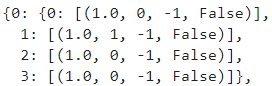 {0: {0: [(1.0, 0, -1, False)],
1: [(1.0, 1, -1, False)],
2: [(1.0, 0, -1, False)],
3: [(1.0, 0, -1, False)]},